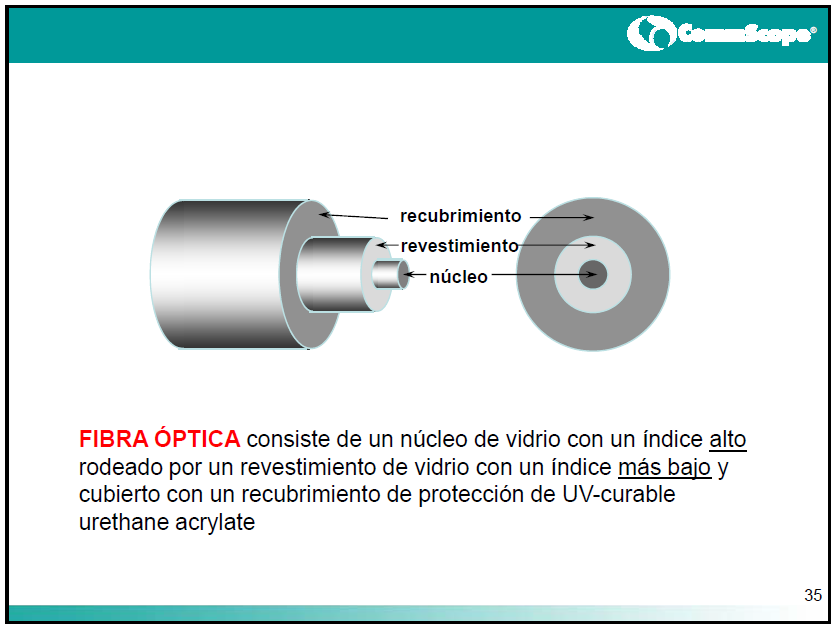 CommScope®
recubrimiento
revestimiento
núcleo
FIBRA ÓPTICA consiste de un núcleo de vidrio con un índice alto
rodeado por un revestimiento de vidrio con un índice más bajo y
cubierto con un recubrimiento de protección de UV-curable
urethane acrylate
35